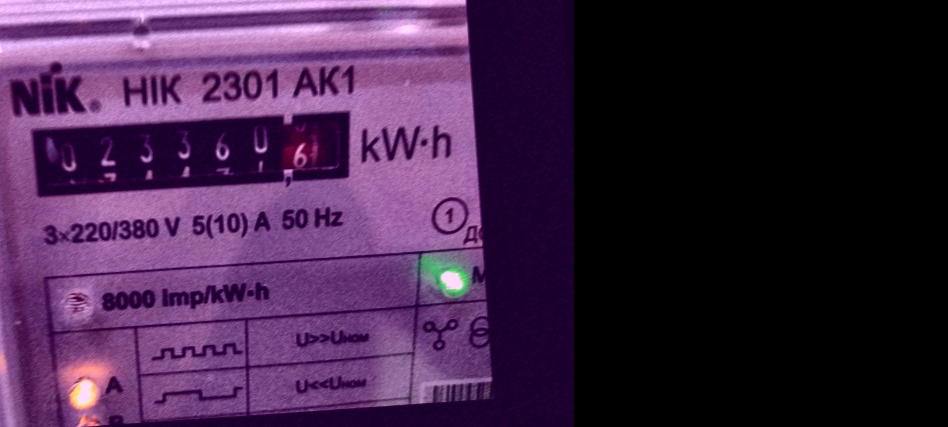 NiK® НІК 2301 АК1
0 2 3 3 6 0 , 6 kW·h
3×220/380 V 5(10) A 50 Hz 1
8000 imp/kW·h M
U>>Uном
A U<<Uном